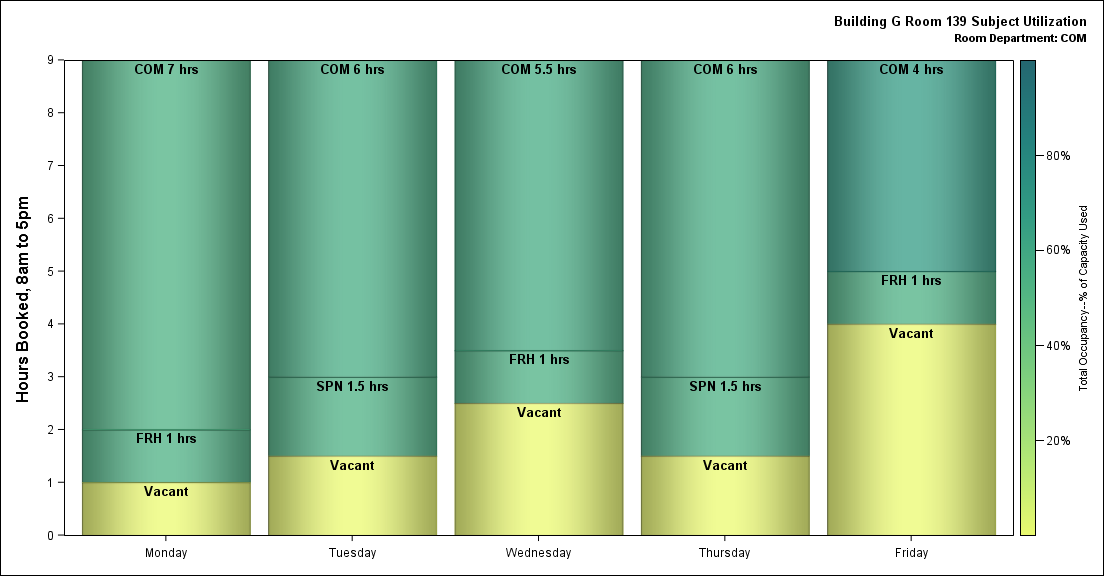 Building G Room 139 Subject Utilization
Room Department: COM
Hours Booked, 8am to 5pm
9
8
7
6
5
4
3
2
1
0
COM 7 hrs
FRH 1 hrs
Vacant
COM 6 hrs
SPN 1.5 hrs
Vacant
COM 5.5 hrs
FRH 1 hrs
Vacant
COM 6 hrs
SPN 1.5 hrs
Vacant
COM 4 hrs
FRH 1 hrs
Vacant
Monday
Tuesday
Wednesday
Thursday
Friday
80%
60%
40%
20%
Total Occupancy--% of Capacity Used